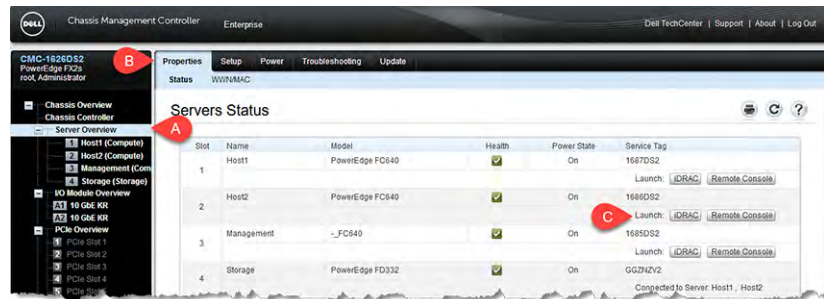 DELL
Chassis Management Controller
Enterprise
Dell TechCenter | Support | About | Log Out
CMC-1626DS2
PowerEdge FX2s
root, Administrator
B
Properties Setup Power Troubleshooting Update
Status WWN/MAC
Chassis Overview
Chassis Controller
Server Overview
1 Host1 (Compute)
2 Host2 (Compute)
3 Management (Com
4 Storage (Storage)
I/O Module Overview
A1 10 GbE KR
A2 10 GbE KR
PCIe Overview
1 PCIe Slot 1
2 PCIe Slot 2
3 PCIe Slot 3
4 PCIe Slot 4
A
Servers Status
?
Slot Name Model Health Power State Service Tag
1 Host1 PowerEdge FC640 On 1687DS2
Launch: iDRAC Remote Console
2 Host2 PowerEdge FC640 On 1686DS2
C
Launch: iDRAC Remote Console
3 Management -_FC640 On 1685DS2
Launch: iDRAC Remote Console
4 Storage PowerEdge FD332 On GGZNZV2
Connected to Server: Host1 , Host2